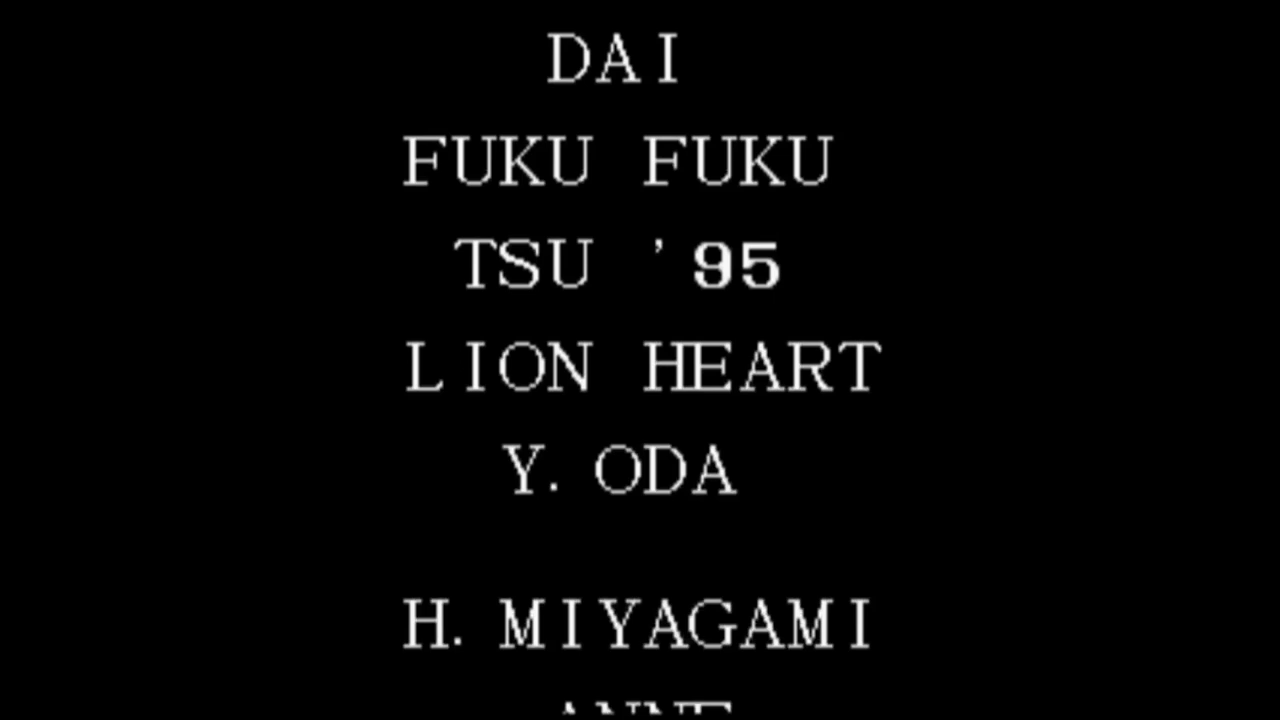 DAI
FUKU FUKU
TSU '95
LION HEART
Y. ODA
H. MIYAGAMI